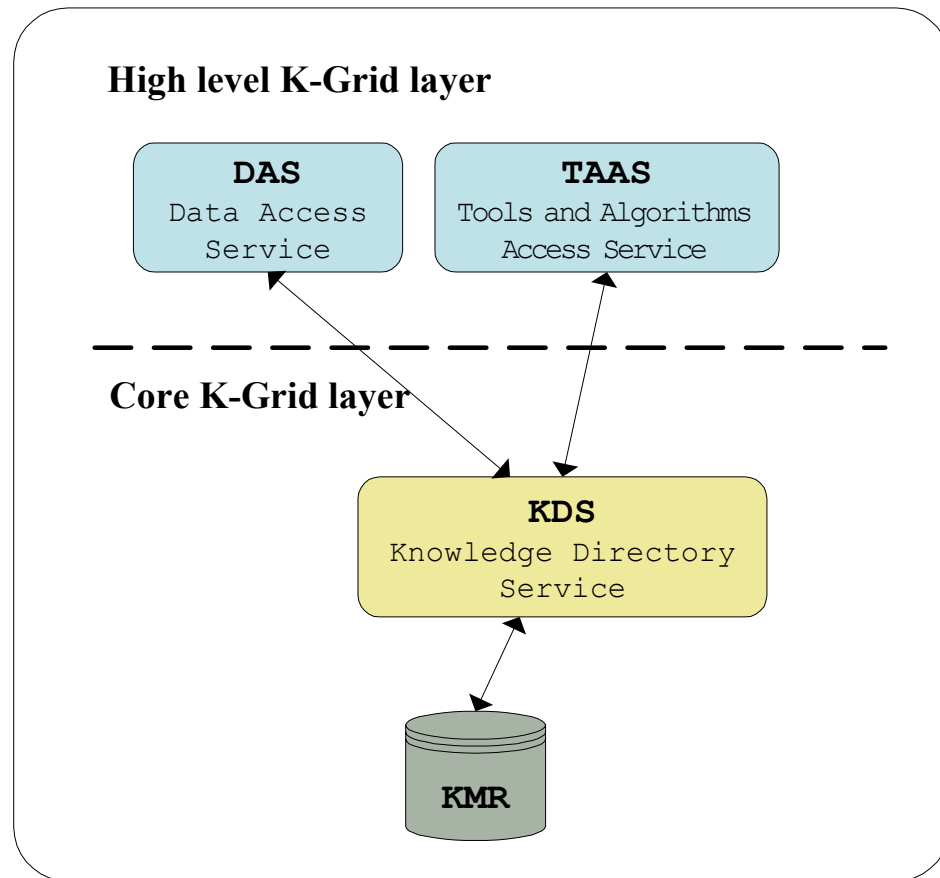 High level K-Grid layer
DAS
Data Access
Service
TAAS
Tools and Algorithms
Access Service
Core K-Grid layer
KDS
Knowledge Directory
Service
KMR